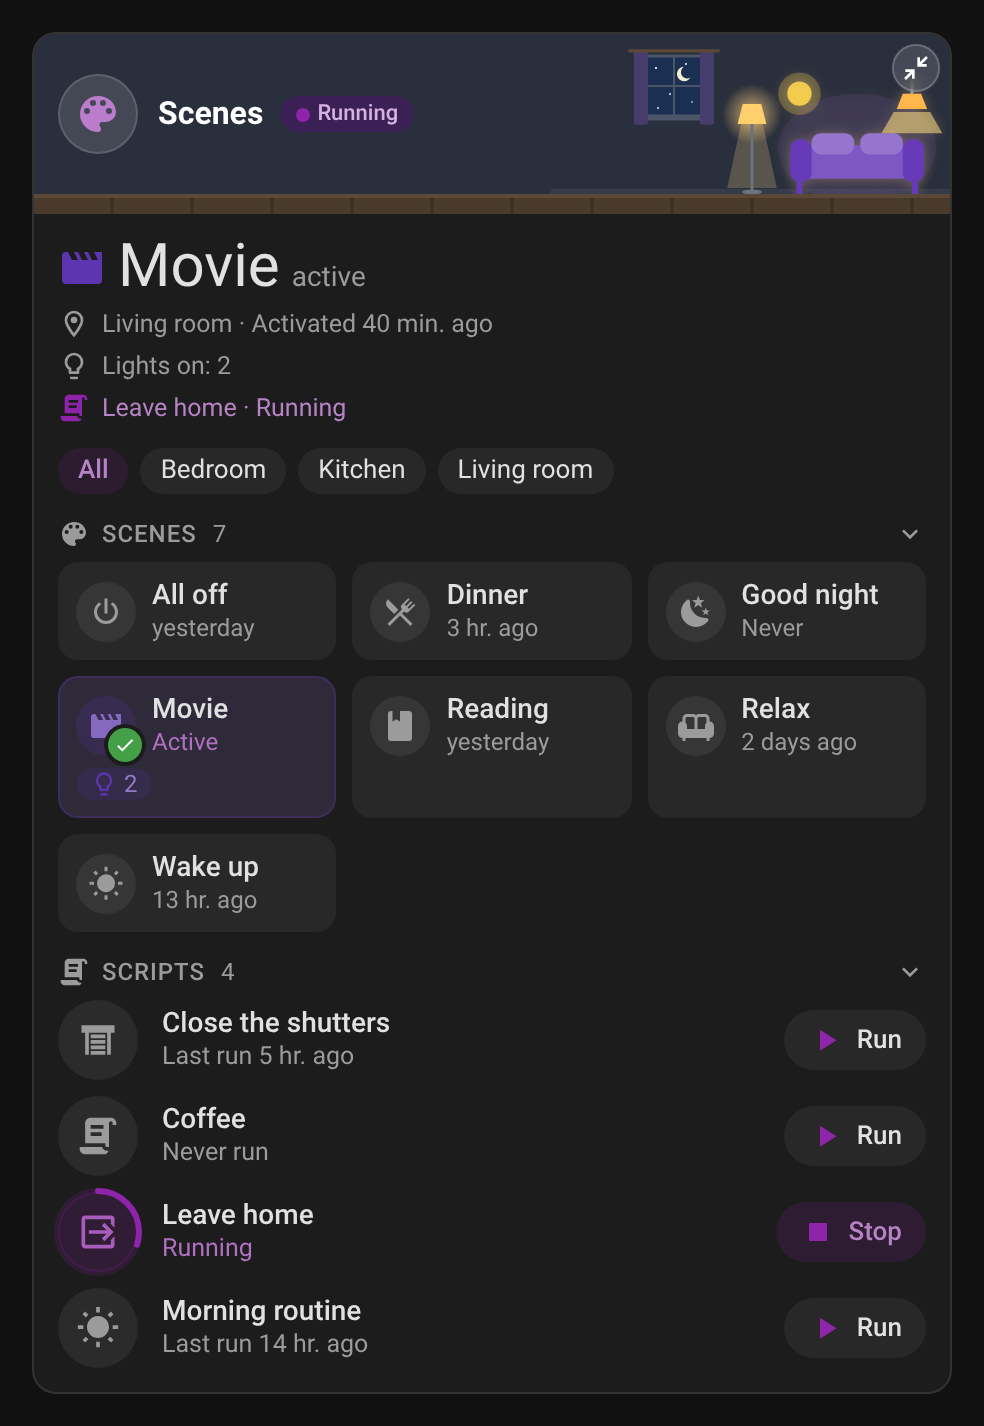 Scenes Running
Movie active
Living room · Activated 40 min. ago
Lights on: 2
Leave home · Running
All Bedroom Kitchen Living room
SCENES 7
All off
yesterday
Dinner
3 hr. ago
Good night
Never
Movie
Active
2
Reading
yesterday
Relax
2 days ago
Wake up
13 hr. ago
SCRIPTS 4
Close the shutters
Last run 5 hr. ago
Run
Coffee
Never run
Run
Leave home
Running
Stop
Morning routine
Last run 14 hr. ago
Run